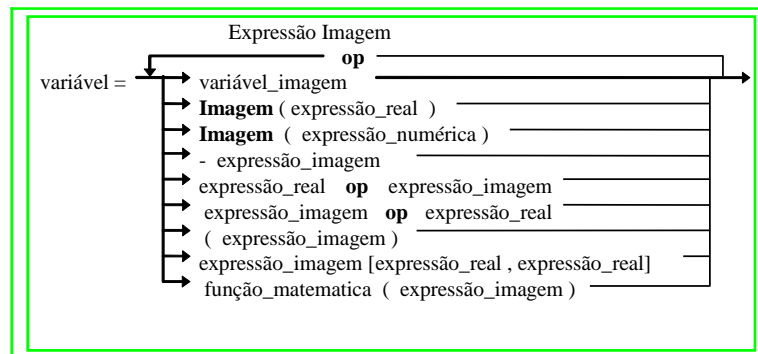 Expressão Imagem
op
variável = variável_imagem
Imagem ( expressão_real )
Imagem ( expressão_numérica )
- expressão_imagem
expressão_real op expressão_imagem
expressão_imagem op expressão_real
( expressão_imagem )
expressão_imagem [expressão_real , expressão_real]
função_matematica ( expressão_imagem )